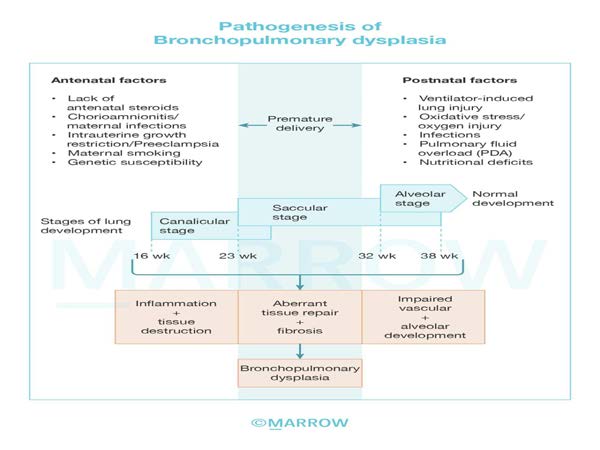 Pathogenesis of
Bronchopulmonary dysplasia
Antenatal factors
• Lack of
antenatal steroids
• Chorioamnionitis/
maternal infections
• Intrauterine growth
restriction/Preeclampsia
• Maternal smoking
• Genetic susceptibility
Premature
delivery
Postnatal factors
• Ventilator-induced
lung injury
• Oxidative stress/
oxygen injury
• Infections
• Pulmonary fluid
overload (PDA)
• Nutritional deficits
Stages of lung
development
Canalicular
stage
Saccular
stage
Alveolar
stage
Normal
development
MARROW
16 wk
23 wk
32 wk
38 wk
Inflammation
+
tissue
destruction
Aberrant
tissue repair
+
fibrosis
Impaired
vascular
+
alveolar
development
Bronchopulmonary
dysplasia
©MARROW